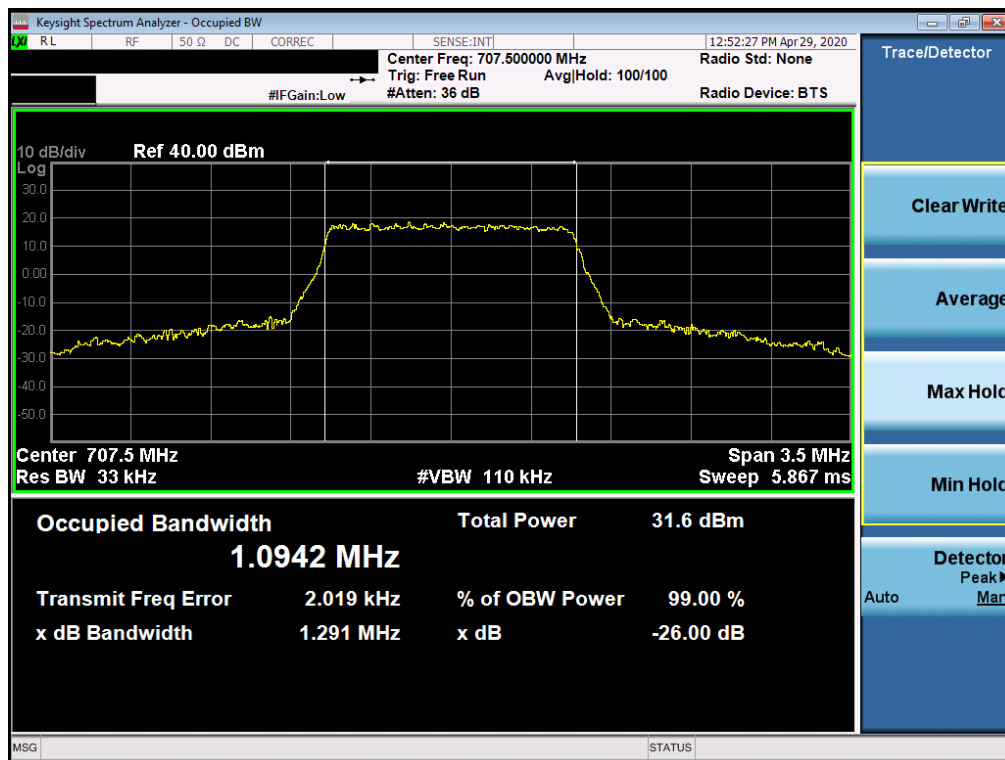 Keysight Spectrum Analyzer - Occupied BW
LXI RL RF 50 Ω DC CORREC SENSE:INT 12:52:27 PM Apr 29, 2020
Center Freq: 707.500000 MHz Radio Std: None
Trig: Free Run Avg|Hold: 100/100
#IFGain:Low #Atten: 36 dB Radio Device: BTS
Trace/Detector
10 dB/div Ref 40.00 dBm
Log
30.0
20.0
10.0
0.00
-10.0
-20.0
-30.0
-40.0
-50.0
Center 707.5 MHz Span 3.5 MHz
Res BW 33 kHz #VBW 110 kHz Sweep 5.867 ms
Occupied Bandwidth Total Power 31.6 dBm
1.0942 MHz
Transmit Freq Error 2.019 kHz % of OBW Power 99.00 %
x dB Bandwidth 1.291 MHz x dB -26.00 dB
Clear Write
Average
Max Hold
Min Hold
Detector
Peak
Auto Man
MSG STATUS